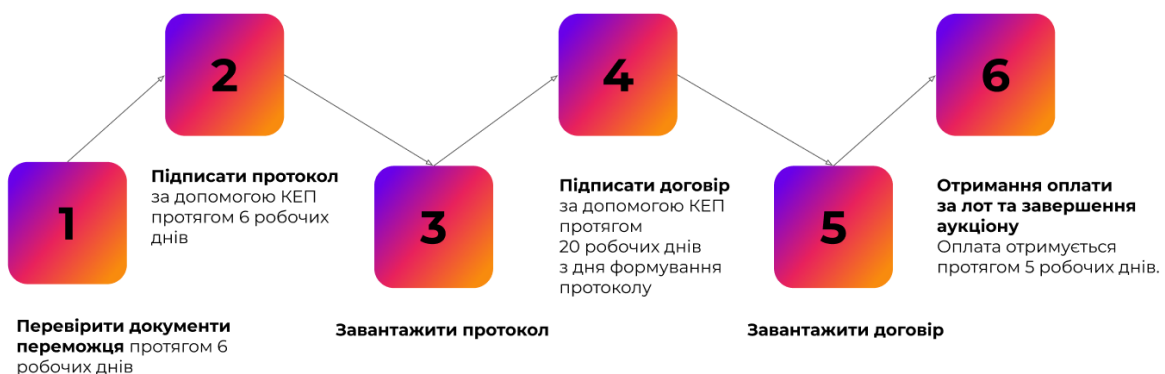 1
Перевірити документи
переможця протягом 6
робочих днів
2
Підписати протокол
за допомогою КЕП
протягом 6 робочих
днів
3
Завантажити протокол
4
Підписати договір
за допомогою КЕП
протягом
20 робочих днів
з дня формування
протоколу
5
Завантажити договір
6
Отримання оплати
за лот та завершення
аукціону
Оплата отримується
протягом 5 робочих днів.